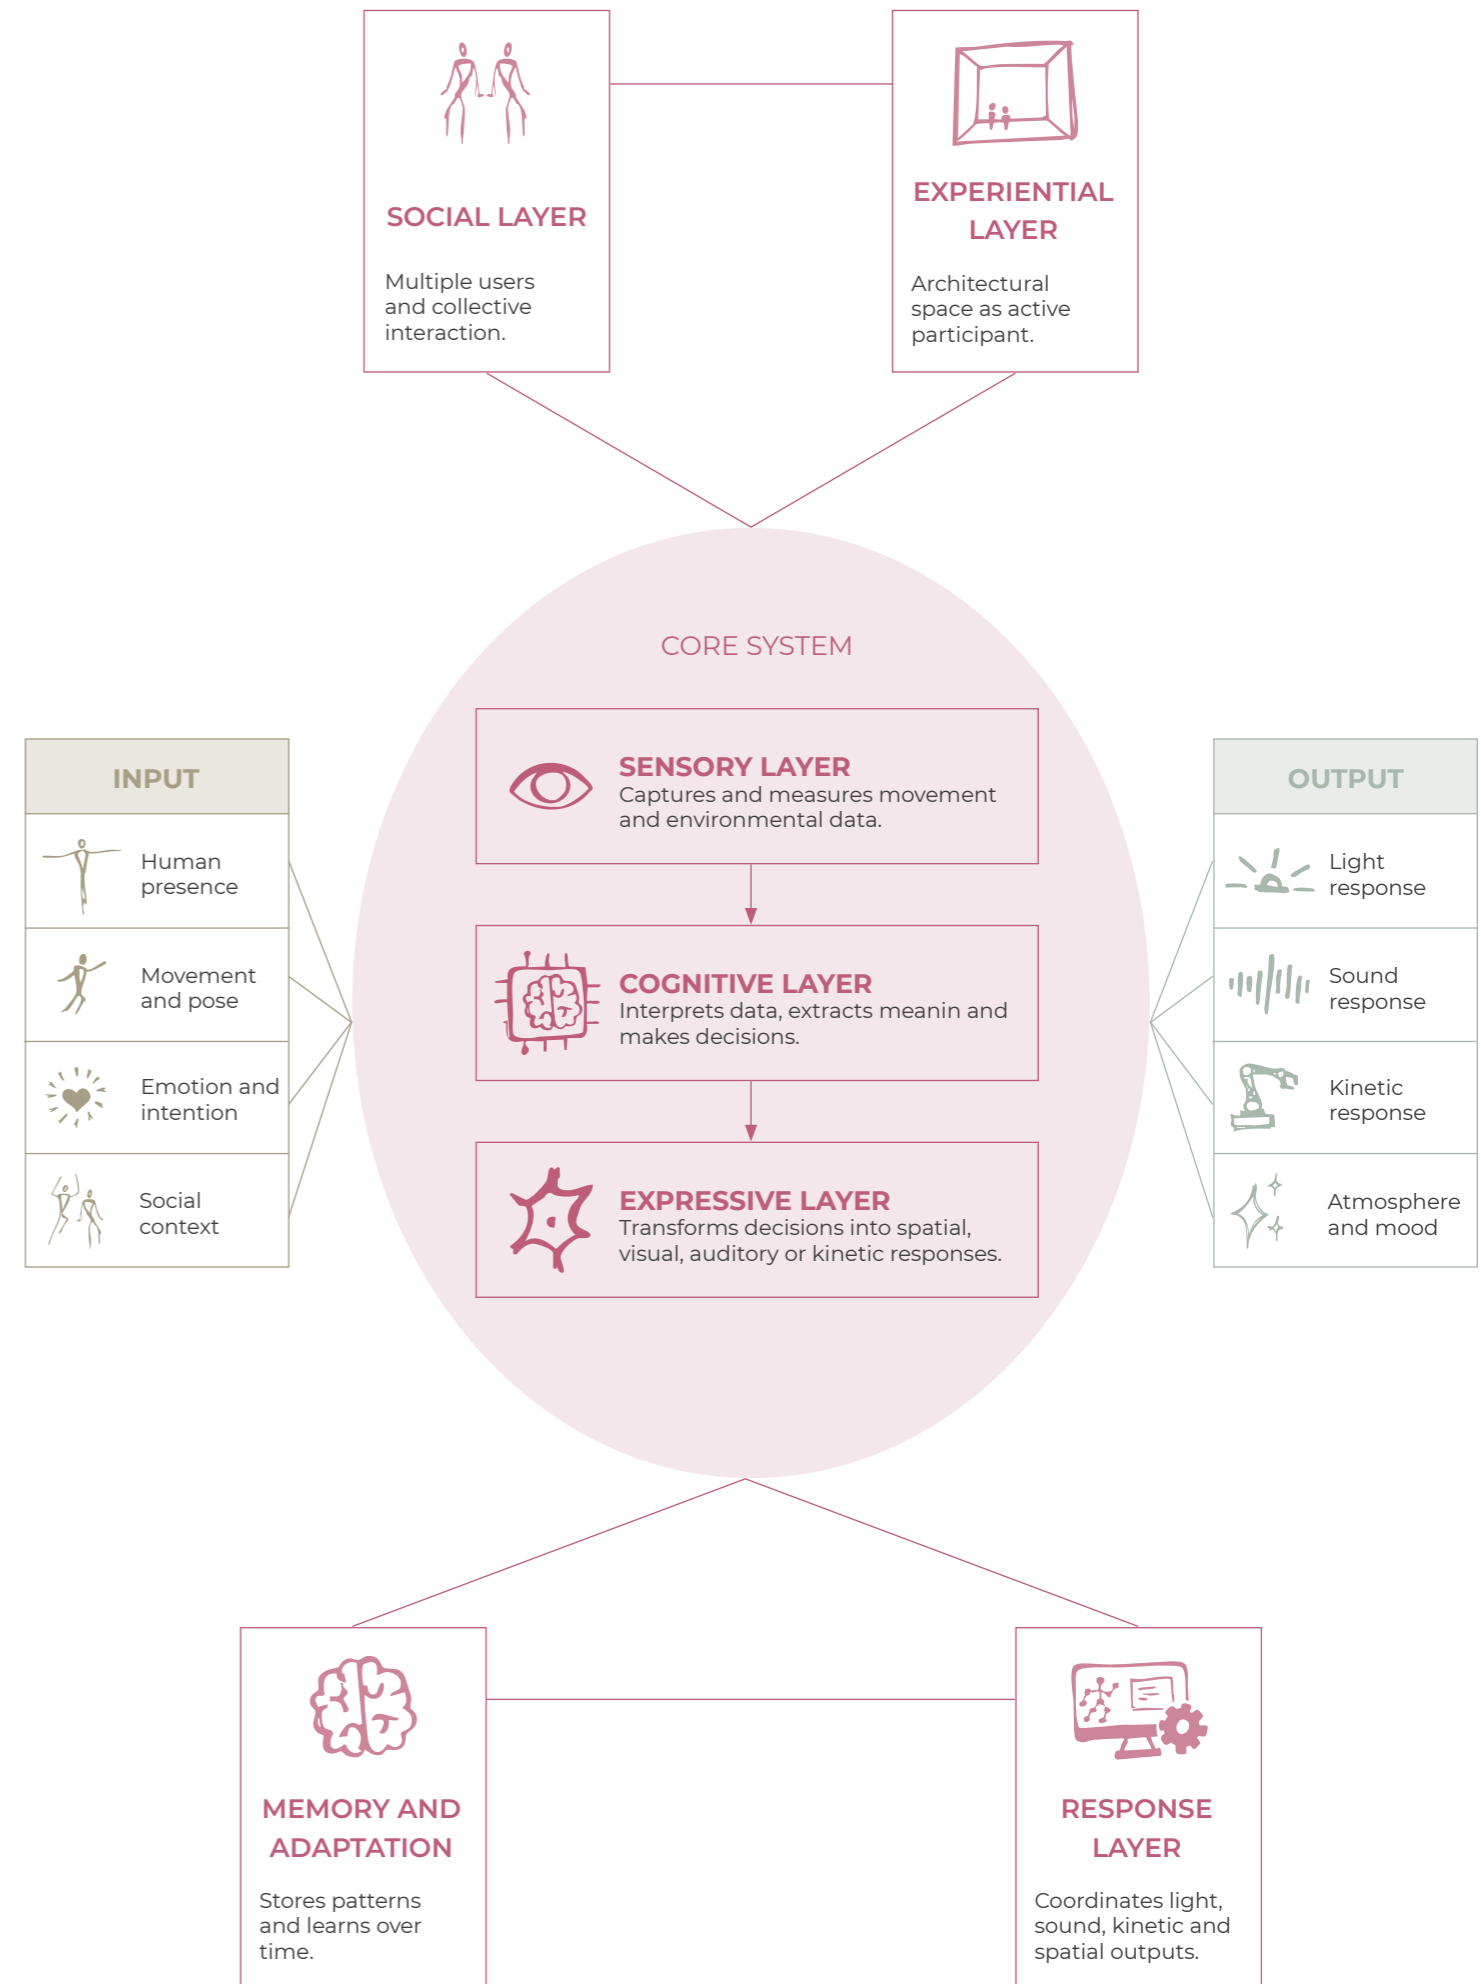 SOCIAL LAYER
Multiple users
and collective
interaction.
EXPERIENTIAL
LAYER
Architectural
space as active
participant.
CORE SYSTEM
INPUT
Human
presence
Movement
and pose
Emotion and
intention
Social
context
SENSORY LAYER
Captures and measures movement
and environmental data.
COGNITIVE LAYER
Interprets data, extracts meanin and
makes decisions.
EXPRESSIVE LAYER
Transforms decisions into spatial,
visual, auditory or kinetic responses.
OUTPUT
Light
response
Sound
response
Kinetic
response
Atmosphere
and mood
MEMORY AND
ADAPTATION
Stores patterns
and learns over
time.
RESPONSE
LAYER
Coordinates light,
sound, kinetic and
spatial outputs.